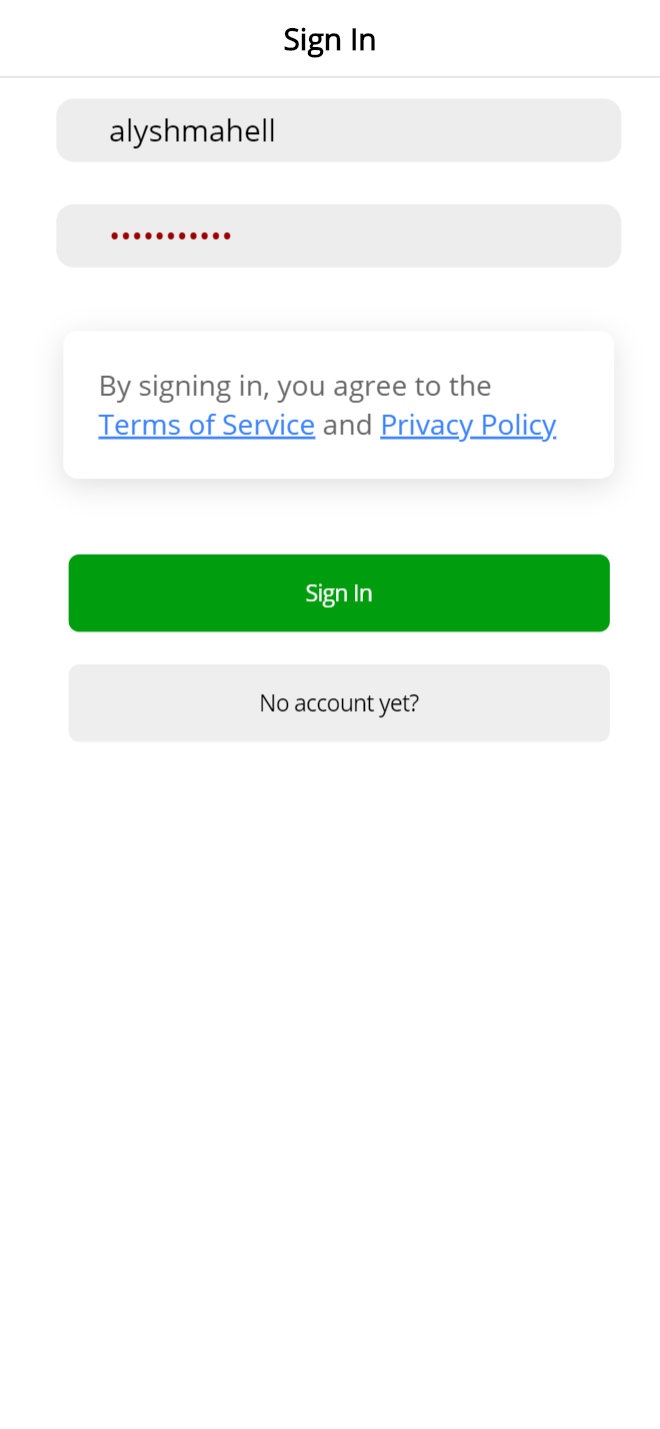 Sign In
alyshmahell
•••••••••••
By signing in, you agree to the
Terms of Service and Privacy Policy
Sign In
No account yet?